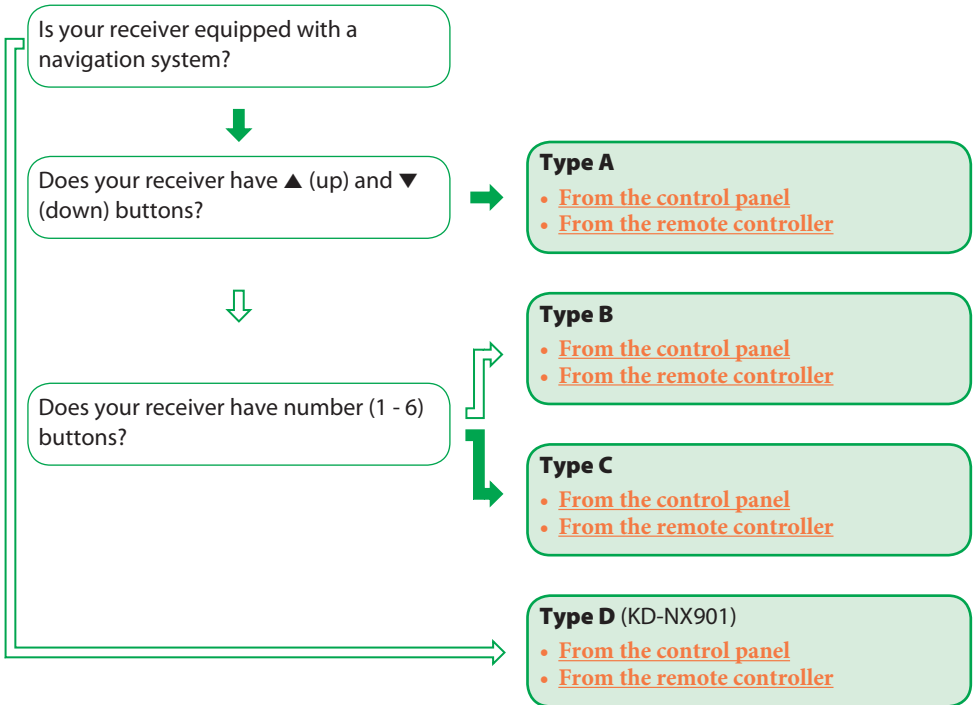 Is your receiver equipped with a
navigation system?
Does your receiver have ▲ (up) and ▼
(down) buttons?
Type A
• From the control panel
• From the remote controller
Type B
• From the control panel
• From the remote controller
Does your receiver have number (1 - 6)
buttons?
Type C
• From the control panel
• From the remote controller
Type D (KD-NX901)
• From the control panel
• From the remote controller